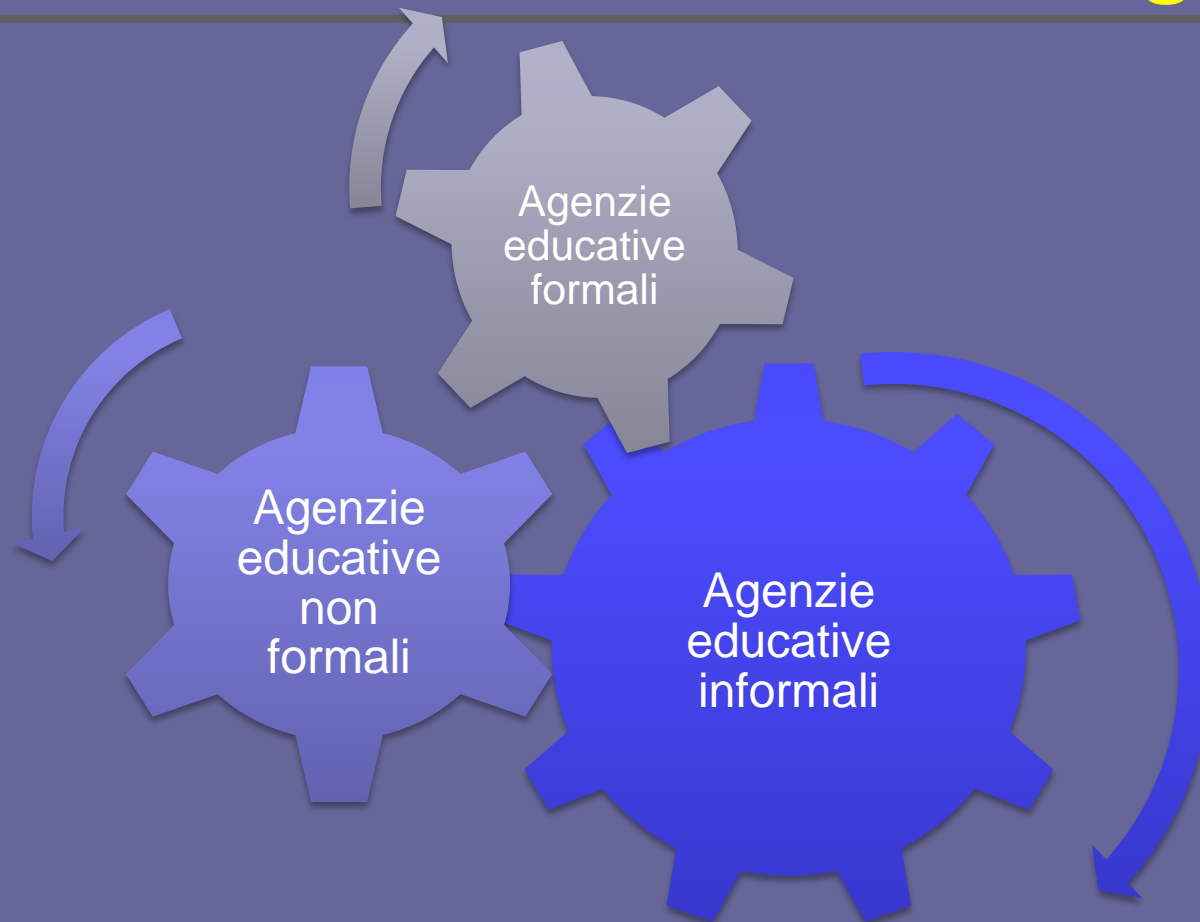 Agenzie
educative
formali
Agenzie
educative
non
formali
Agenzie
educative
informali